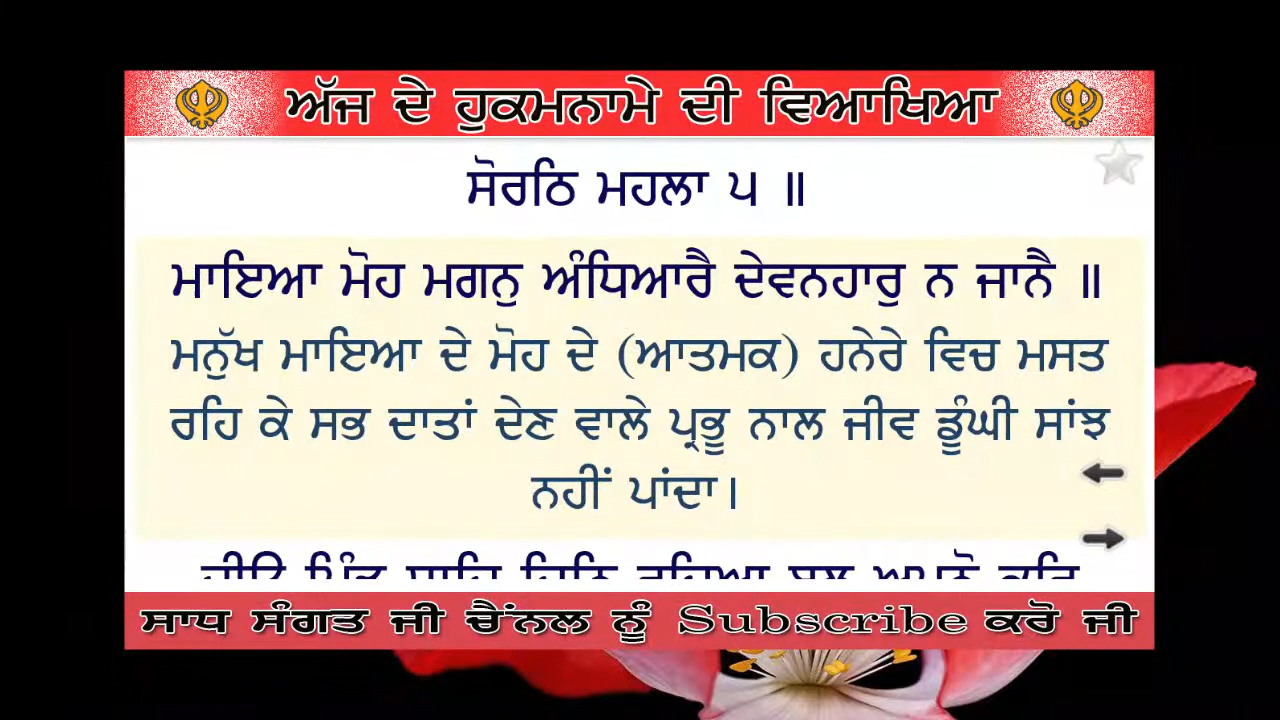 ਅੱਜ ਦੇ ਹੁਕਮਨਾਮੇ ਦੀ ਵਿਆਖਿਆ
ਸੋਰਠਿ ਮਹਲਾ ੫ ॥
ਮਾਇਆ ਮੋਹ ਮਗਨੁ ਅੰਧਿਆਰੈ ਦੇਵਨਹਾਰੁ ਨ ਜਾਨੈ ॥
ਮਨੁੱਖ ਮਾਇਆ ਦੇ ਮੋਹ ਦੇ (ਆਤਮਕ) ਹਨੇਰੇ ਵਿਚ ਮਸਤ
ਰਹਿ ਕੇ ਸਭ ਦਾਤਾਂ ਦੇਣ ਵਾਲੇ ਪ੍ਰਭੂ ਨਾਲ ਜੀਵ ਡੂੰਘੀ ਸਾਂਝ
ਨਹੀਂ ਪਾਂਦਾ।
ਸਾਧ ਸੰਗਤ ਜੀ ਚੈਂਨਲ ਨੂੰ Subscribe ਕਰੋ ਜੀ